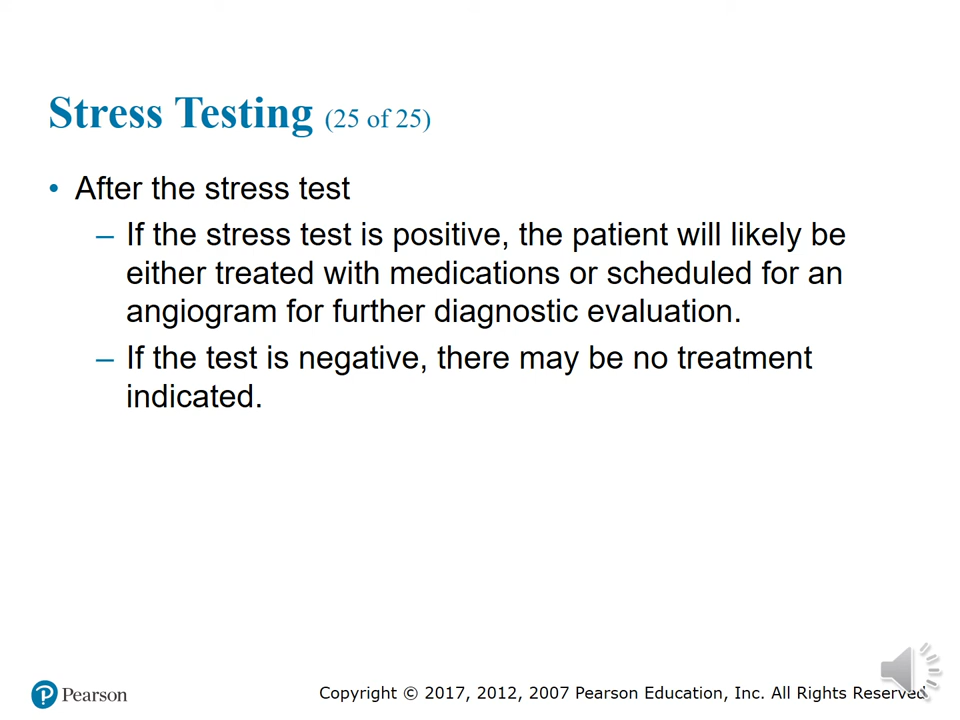 Stress Testing (25 of 25)
• After the stress test
– If the stress test is positive, the patient will likely be
either treated with medications or scheduled for an
angiogram for further diagnostic evaluation.
– If the test is negative, there may be no treatment
indicated.
P Pearson
Copyright © 2017, 2012, 2007 Pearson Education, Inc. All Rights Reserved